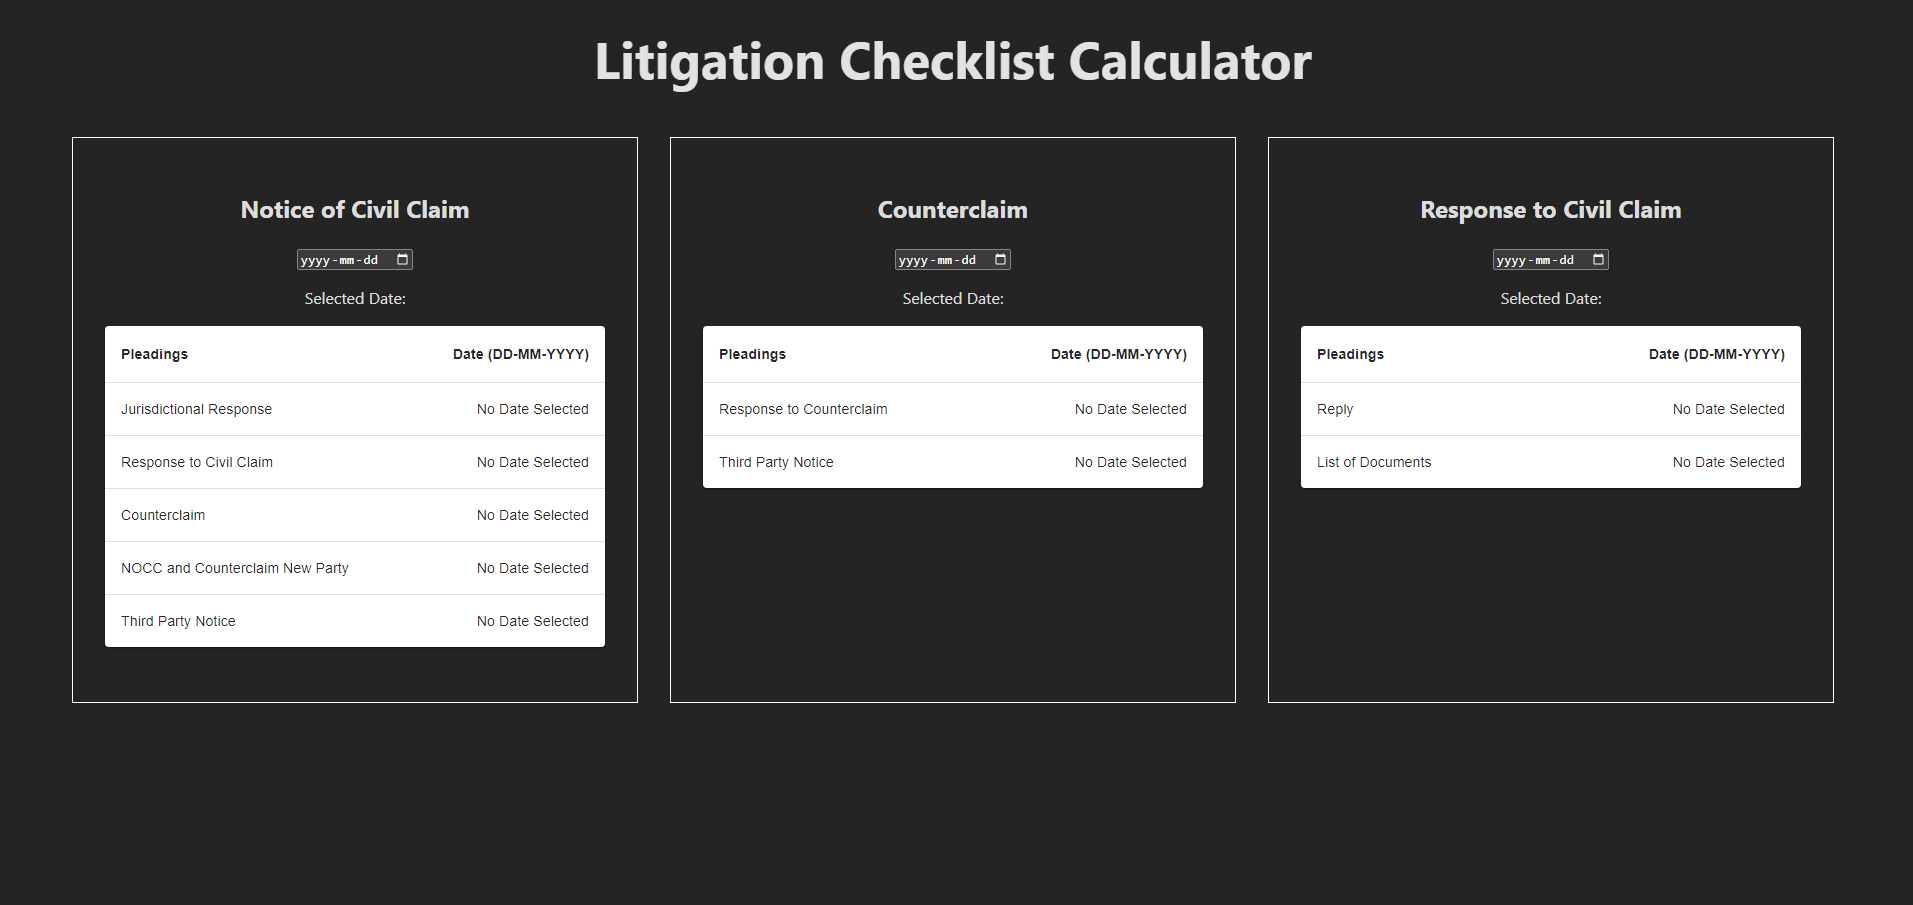 Litigation Checklist Calculator
Notice of Civil Claim
yyyy-mm-dd
Selected Date:
Pleadings Date (DD-MM-YYYY)
Jurisdictional Response No Date Selected
Response to Civil Claim No Date Selected
Counterclaim No Date Selected
NOCC and Counterclaim New Party No Date Selected
Third Party Notice No Date Selected
Counterclaim
yyyy-mm-dd
Selected Date:
Pleadings Date (DD-MM-YYYY)
Response to Counterclaim No Date Selected
Third Party Notice No Date Selected
Response to Civil Claim
yyyy-mm-dd
Selected Date:
Pleadings Date (DD-MM-YYYY)
Reply No Date Selected
List of Documents No Date Selected